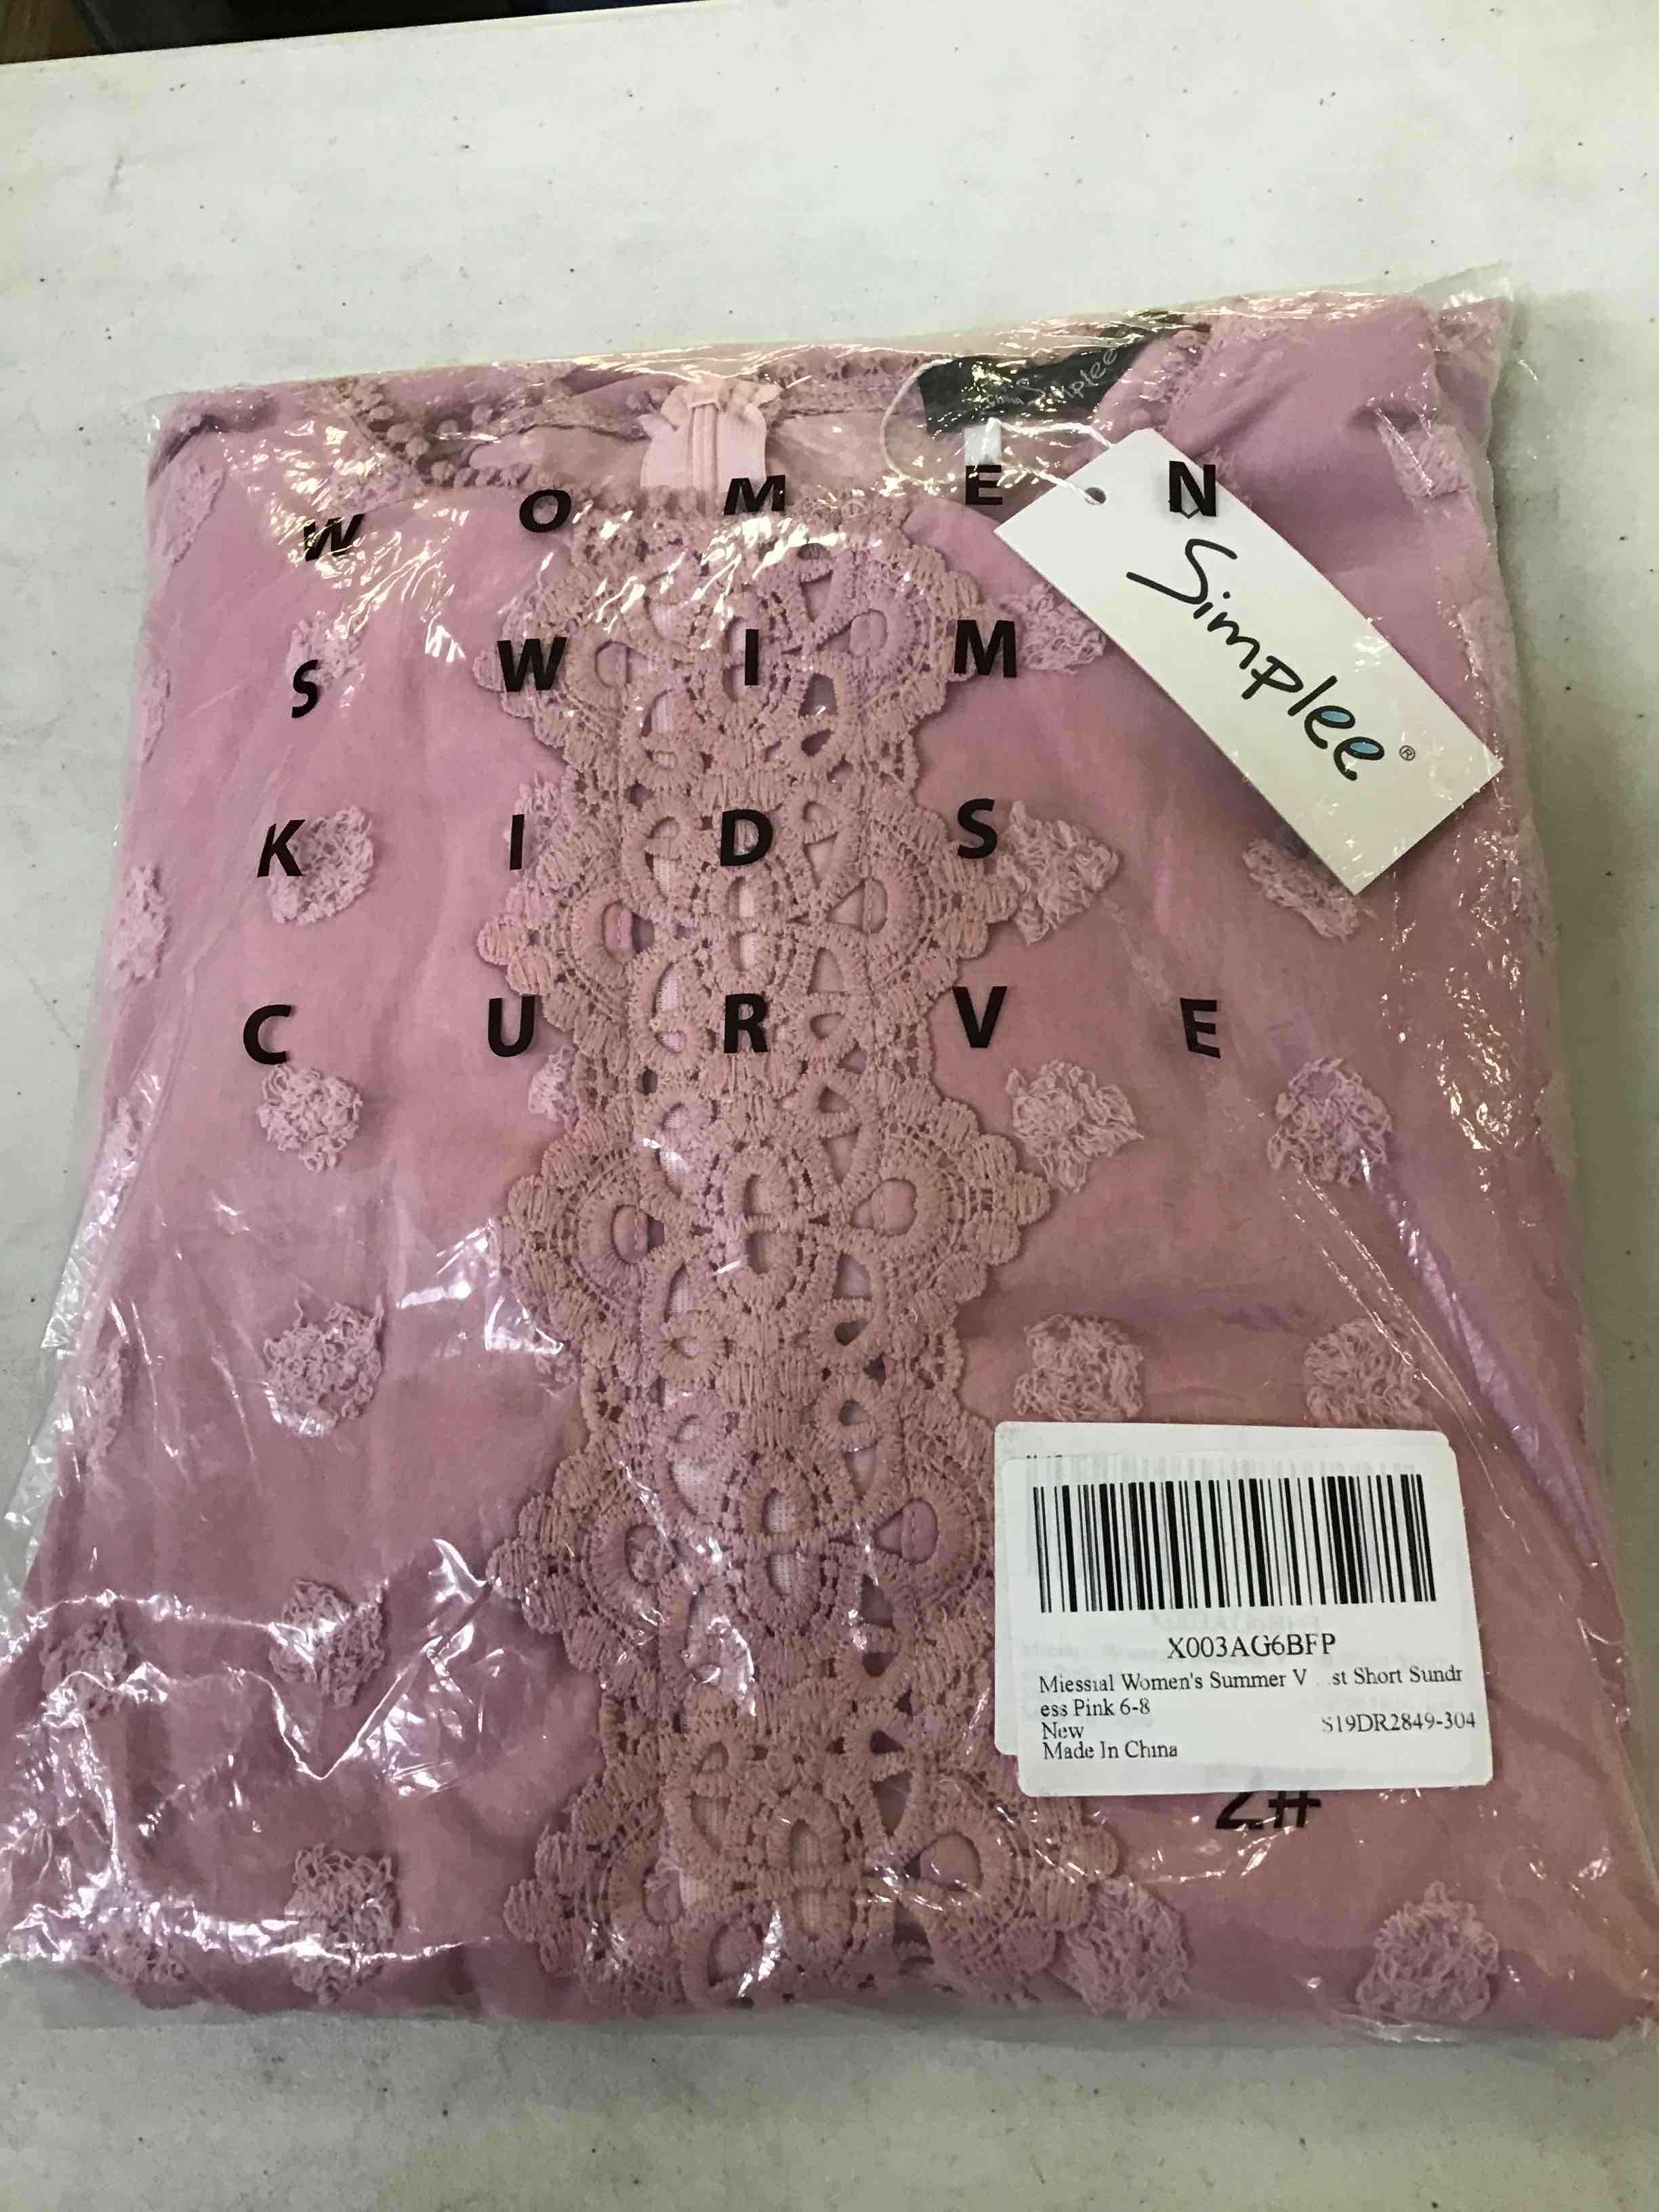 Simplee
W O M E N
Simplee®
S W I M
K I D S
C U R V E
X003AG6BFP
Miessial Women's Summer V st Short Sundr
ess Pink 6-8
New S19DR2849-304
Made In China
2#